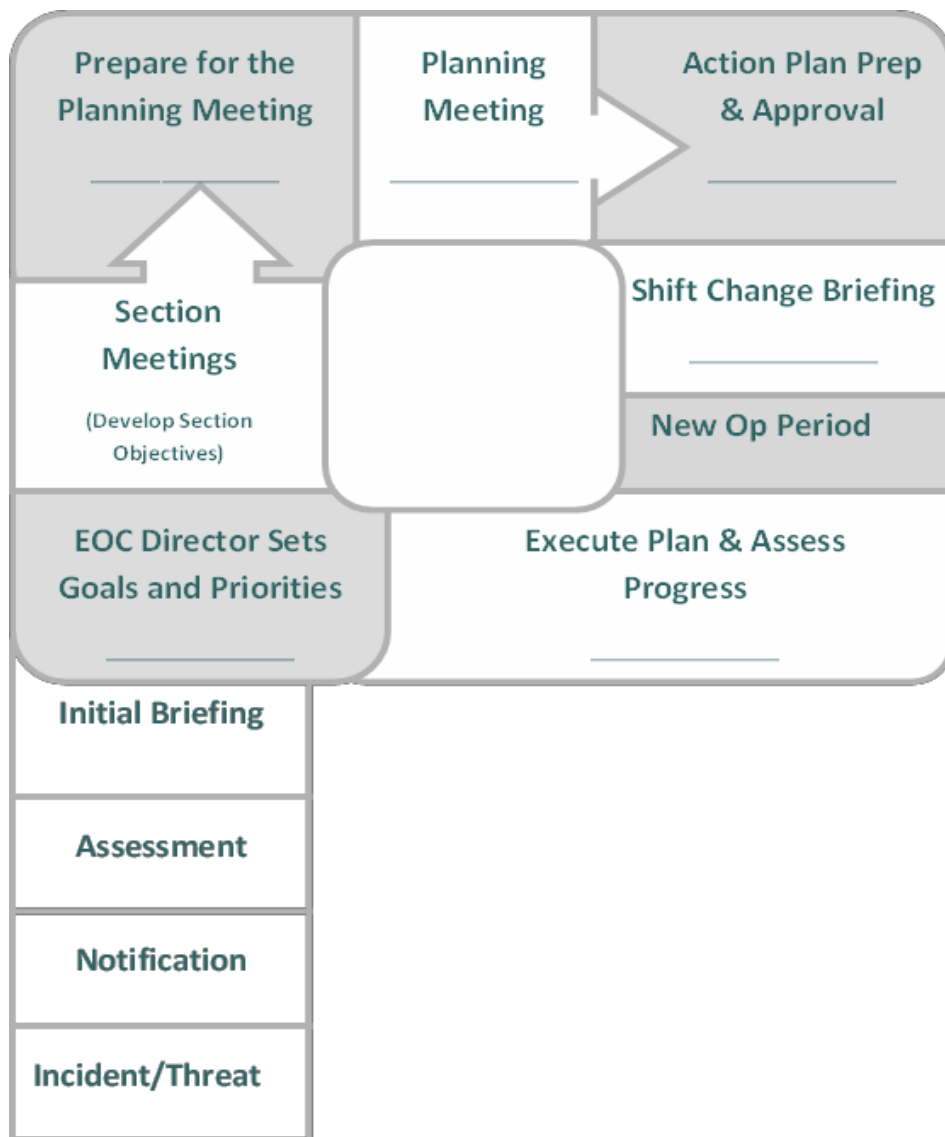 Prepare for the
Planning Meeting
Planning
Meeting
Action Plan Prep
& Approval
Section
Meetings
(Develop Section
Objectives)
Shift Change Briefing
New Op Period
EOC Director Sets
Goals and Priorities
Execute Plan & Assess
Progress
Initial Briefing
Assessment
Notification
Incident/Threat